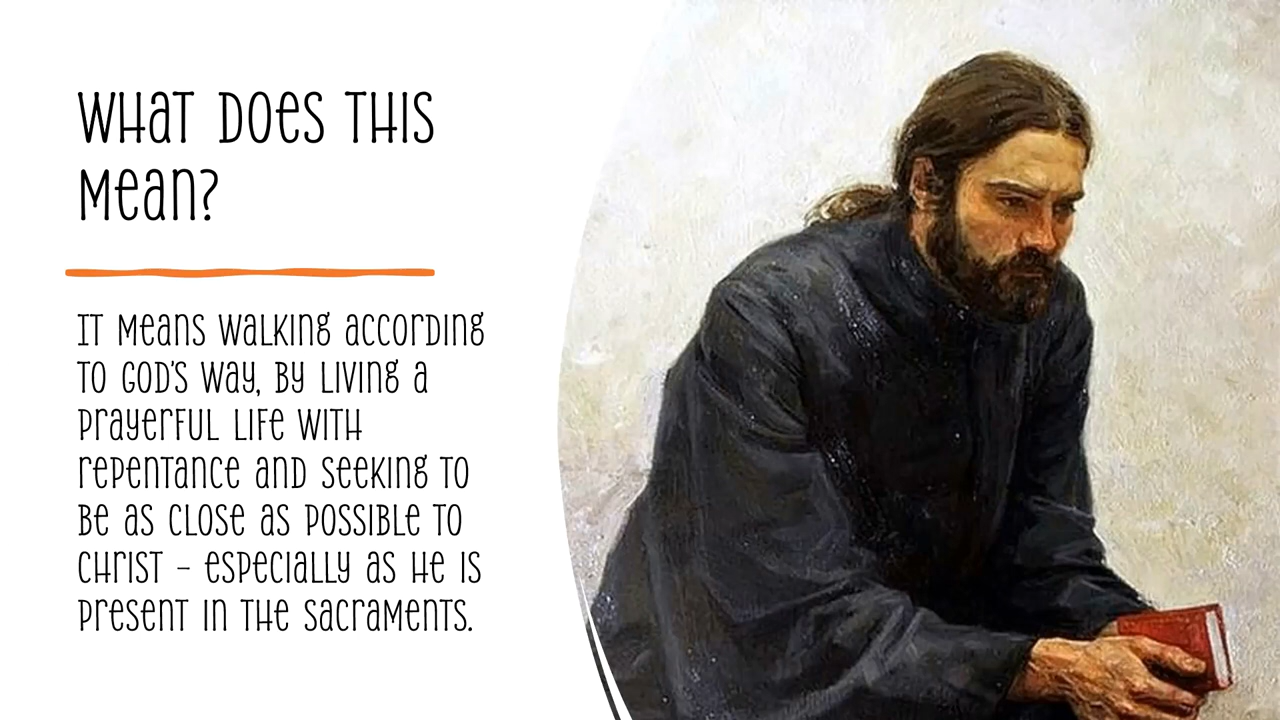 What does this
mean?
It means walking according
to God's way, by living a
prayerful life with
repentance and seeking to
be as close as possible to
Christ – especially as He is
present in the sacraments.